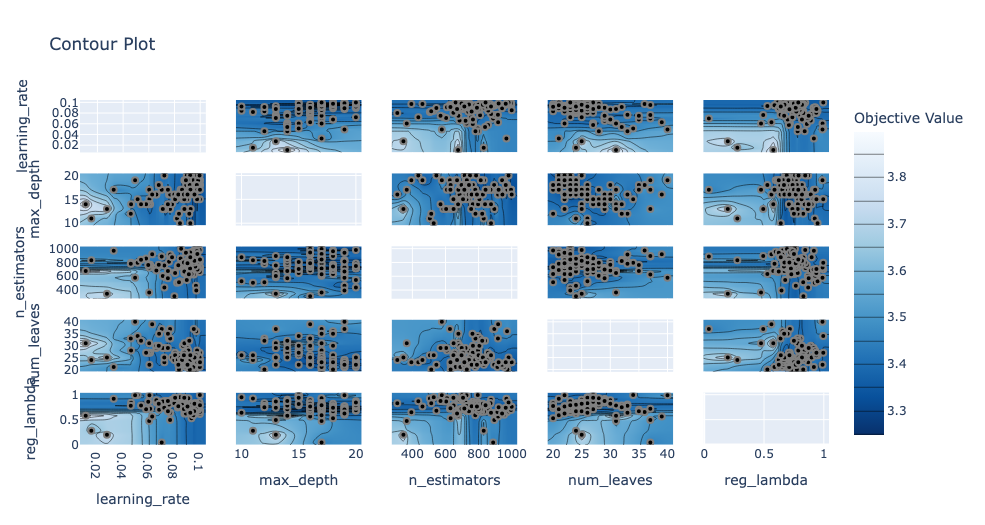 Contour Plot
Objective Value
learning_rate
0.1
0.08
0.06
0.04
0.02
max_depth
20
15
10
n_estimators
1000
800
600
400
num_leaves
40
35
30
25
20
reg_lambda
1
0.5
0
3.8
3.7
3.6
3.5
3.4
3.3
0.02 0.04 0.06 0.08 0.1
10 15 20
400 600 800 1000
20 25 30 35 40
0 0.5 1
learning_rate
max_depth
n_estimators
num_leaves
reg_lambda